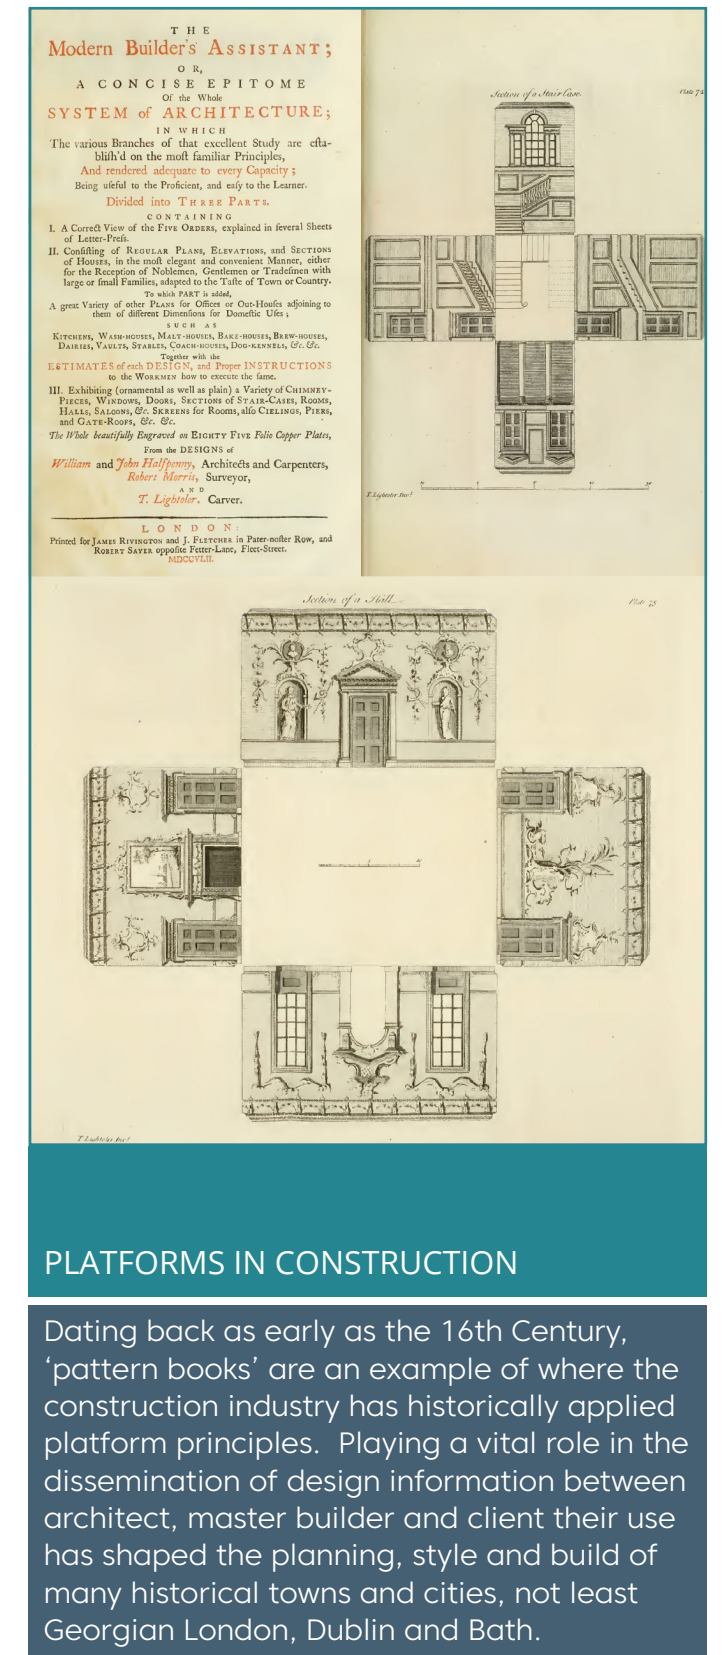 THE
Modern Builder's ASSISTANT;
OR,
A CONCISE EPITOME
Of the Whole
SYSTEM of ARCHITECTURE;
IN WHICH
The various Branches of that excellent Study are eſta-
bliſh'd on the moſt familiar Principles,
And rendered adequate to every Capacity;
Being uſeful to the Proficient, and eaſy to the Learner.
Divided into THREE PARTS.
CONTAINING
I. A Correct View of the FIVE ORDERS, explained in ſeveral Sheets
of Letter-Preſs.
II. Conſiſting of REGULAR PLANS, ELEVATIONS, and SECTIONS
of HOUSES, in the moſt elegant and convenient Manner, either
for the Reception of Noblemen, Gentlemen or Tradeſmen with
large or ſmall Families, adapted to the Taſte of Town or Country.
To which PART is added,
A great Variety of other PLANS for Offices or Out-Houſes adjoining to
them of different Dimenſions for Domeſtic Uſes;
SUCH AS
KITCHENS, WASH-HOUSES, MALT-HOUSES, BAKE-HOUSES, BREW-HOUSES,
DAIRIES, VAULTS, STABLES, COACH-HOUSES, DOG-KENNELS, &c. &c.
Together with the
ESTIMATES of each DESIGN, and Proper INSTRUCTIONS
to the WORKMEN how to execute the ſame.
III. Exhibiting (ornamental as well as plain) a Variety of CHIMNEY-
PIECES, WINDOWS, DOORS, SECTIONS of STAIR-CASES, ROOMS,
HALLS, SALOONS, &c. SKREENS for ROOMS, alſo CIELINGS, PIERS,
and GATE-ROOFS, &c. &c.
The Whole beautifully Engraved on EIGHTY FIVE Folio Copper Plates,
From the DESIGNS of
William and John Halfpenny, Architects and Carpenters,
Robert Morris, Surveyor,
AND
T. Lightoler. Carver.
LONDON:
Printed for JAMES RIVINGTON and J. FLETCHER in Pater-noſter Row, and
ROBERT SAYER oppoſite Fetter-Lane, Fleet-Street.
MDCCVLII.
Section of a Stair Case.
Plate 72
T. Lightoler Inv.t
Section of a Hall
Plate 75
T. Lightoler Inv.t
PLATFORMS IN CONSTRUCTION
Dating back as early as the 16th Century,
‘pattern books’ are an example of where the
construction industry has historically applied
platform principles.  Playing a vital role in the
dissemination of design information between
architect, master builder and client their use
has shaped the planning, style and build of
many historical towns and cities, not least
Georgian London, Dublin and Bath.